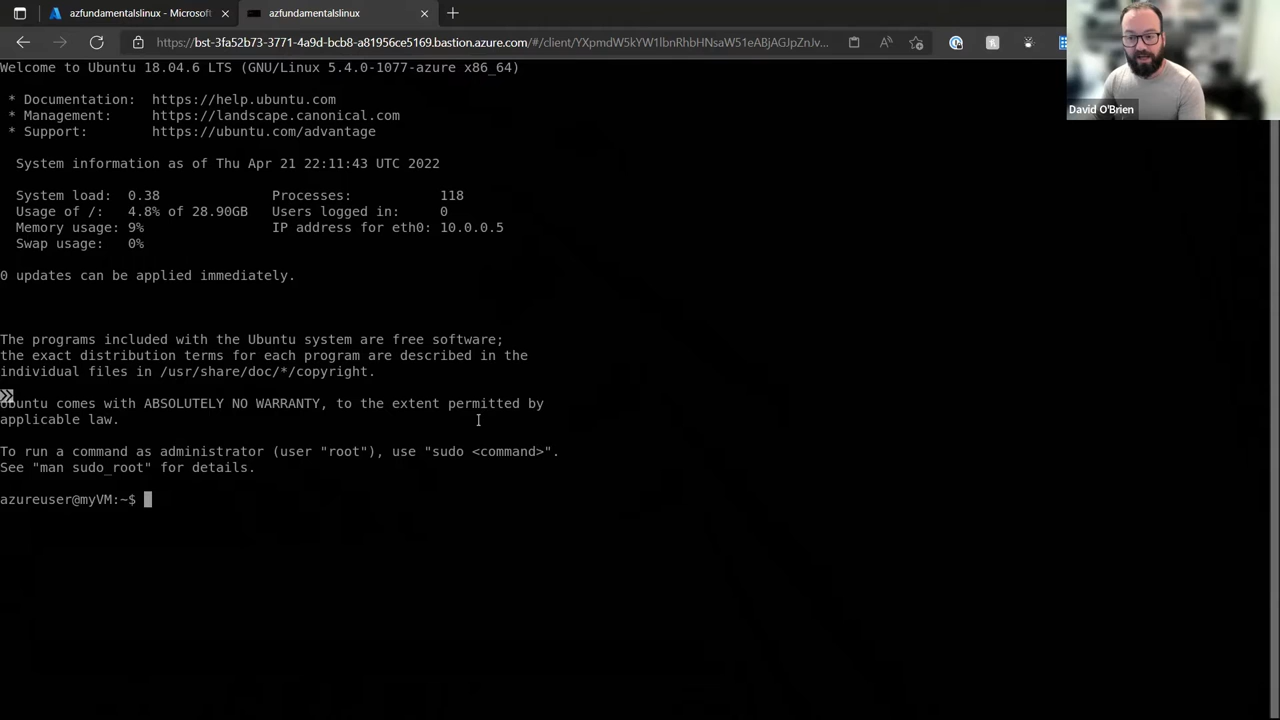 azfundamentalslinux - Microsoft
azfundamentalslinux
https://bst-3fa52b73-3771-4a9d-bcb8-a81956ce5169.bastion.azure.com/#/client/YXpmdW5kYW1lbnRhbHNsaW51eABjAGJpZnJv...
David O'Brien
Welcome to Ubuntu 18.04.6 LTS (GNU/Linux 5.4.0-1077-azure x86_64)
* Documentation: https://help.ubuntu.com
* Management: https://landscape.canonical.com
* Support: https://ubuntu.com/advantage
System information as of Thu Apr 21 22:11:43 UTC 2022
System load: 0.38 Processes: 118
Usage of /: 4.8% of 28.90GB Users logged in: 0
Memory usage: 9% IP address for eth0: 10.0.0.5
Swap usage: 0%
0 updates can be applied immediately.
The programs included with the Ubuntu system are free software;
the exact distribution terms for each program are described in the
individual files in /usr/share/doc/*/copyright.
Ubuntu comes with ABSOLUTELY NO WARRANTY, to the extent permitted by
applicable law.
To run a command as administrator (user "root"), use "sudo <command>".
See "man sudo_root" for details.
azureuser@myVM:~$